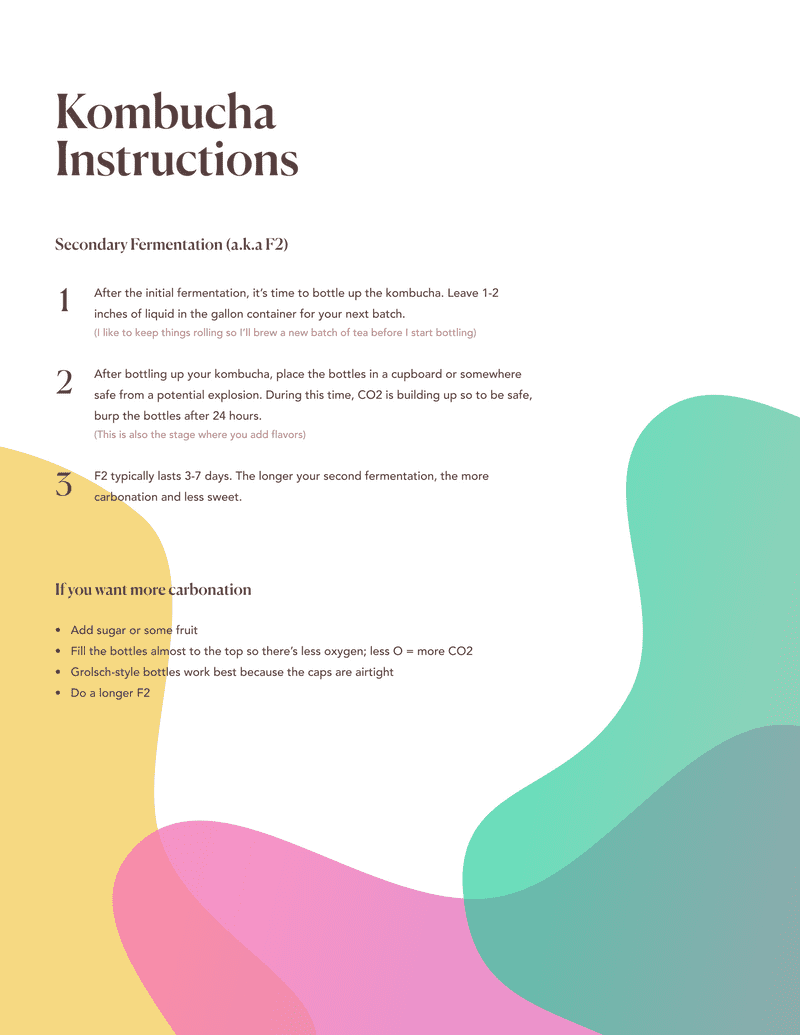 Kombucha
Instructions
Secondary Fermentation (a.k.a F2)
1
After the initial fermentation, it’s time to bottle up the kombucha. Leave 1-2
inches of liquid in the gallon container for your next batch.
(I like to keep things rolling so I’ll brew a new batch of tea before I start bottling)
2
After bottling up your kombucha, place the bottles in a cupboard or somewhere
safe from a potential explosion. During this time, CO2 is building up so to be safe,
burp the bottles after 24 hours.
(This is also the stage where you add flavors)
3
F2 typically lasts 3-7 days. The longer your second fermentation, the more
carbonation and less sweet.
If you want more carbonation
• Add sugar or some fruit
• Fill the bottles almost to the top so there’s less oxygen; less O = more CO2
• Grolsch-style bottles work best because the caps are airtight
• Do a longer F2